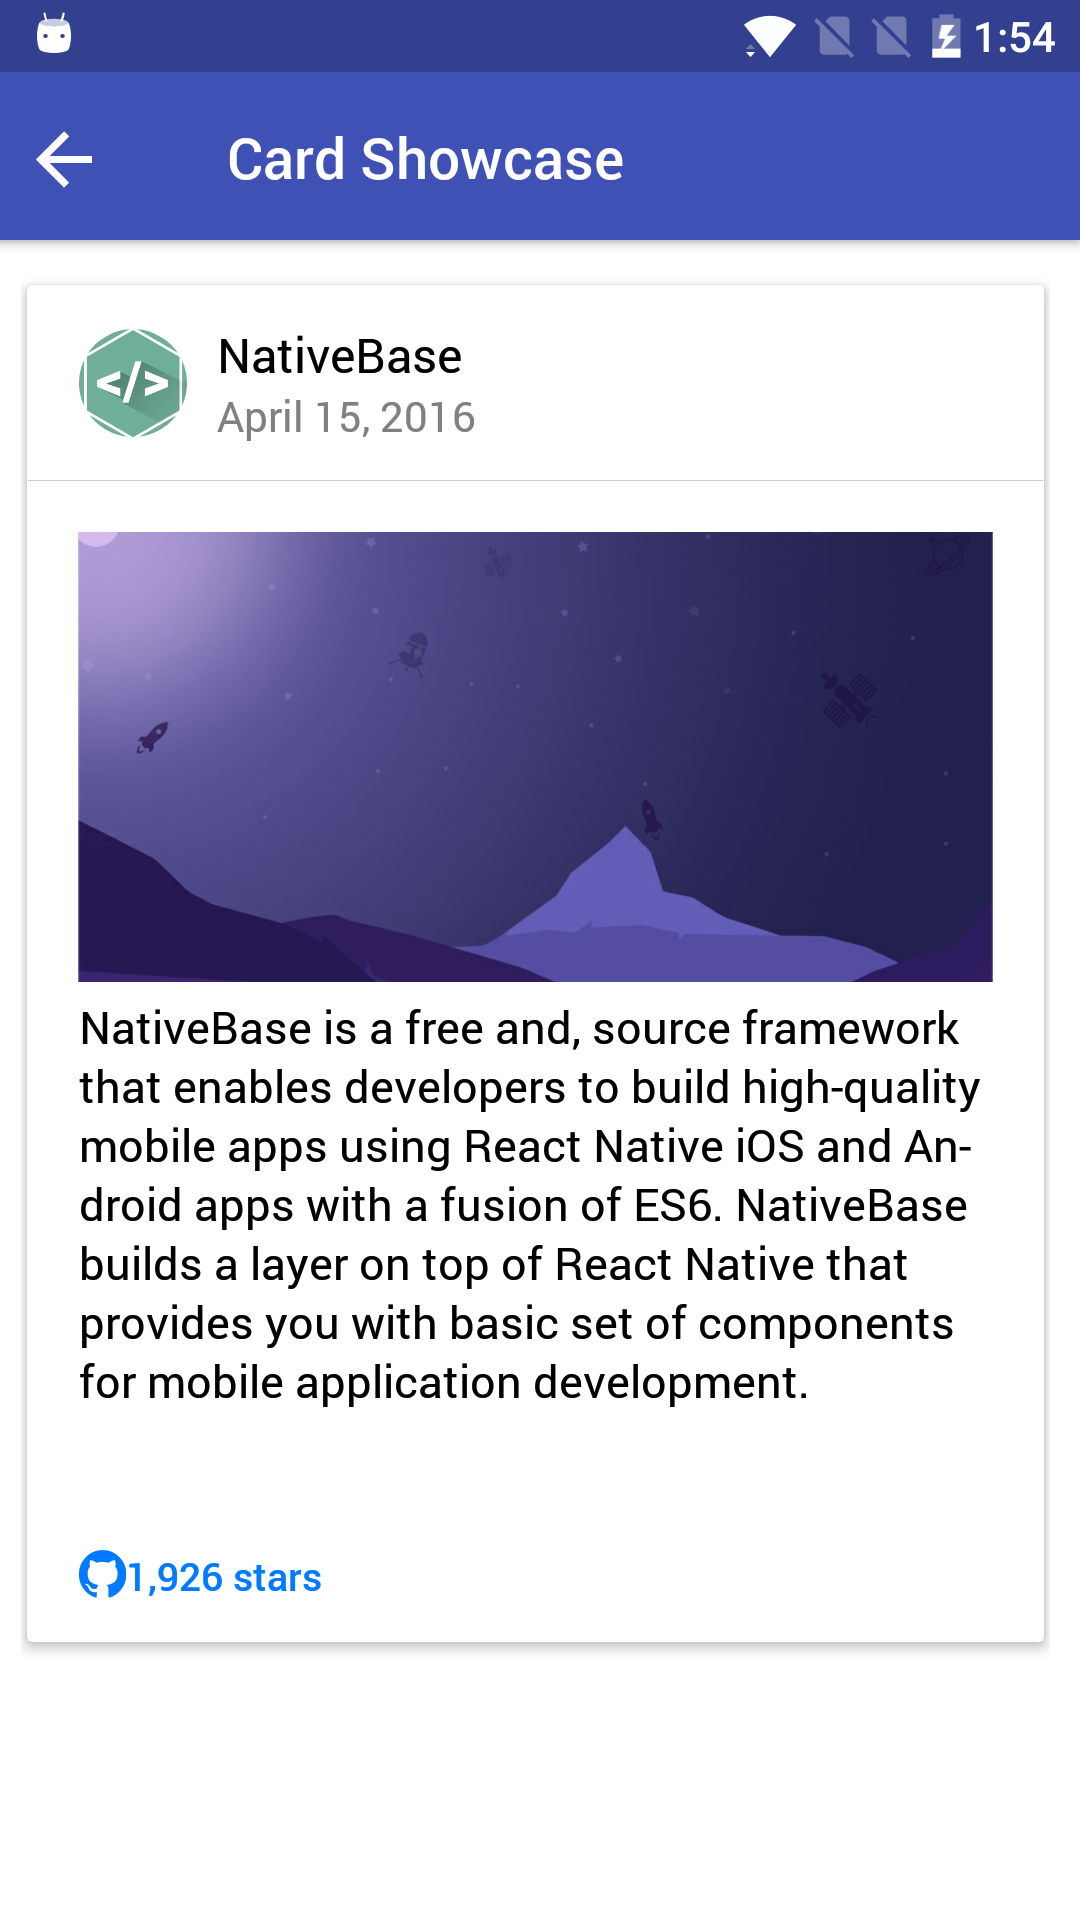 1:54
Card Showcase
</>
NativeBase
April 15, 2016
NativeBase is a free and, source framework
that enables developers to build high-quality
mobile apps using React Native iOS and An-
droid apps with a fusion of ES6. NativeBase
builds a layer on top of React Native that
provides you with basic set of components
for mobile application development.
1,926 stars